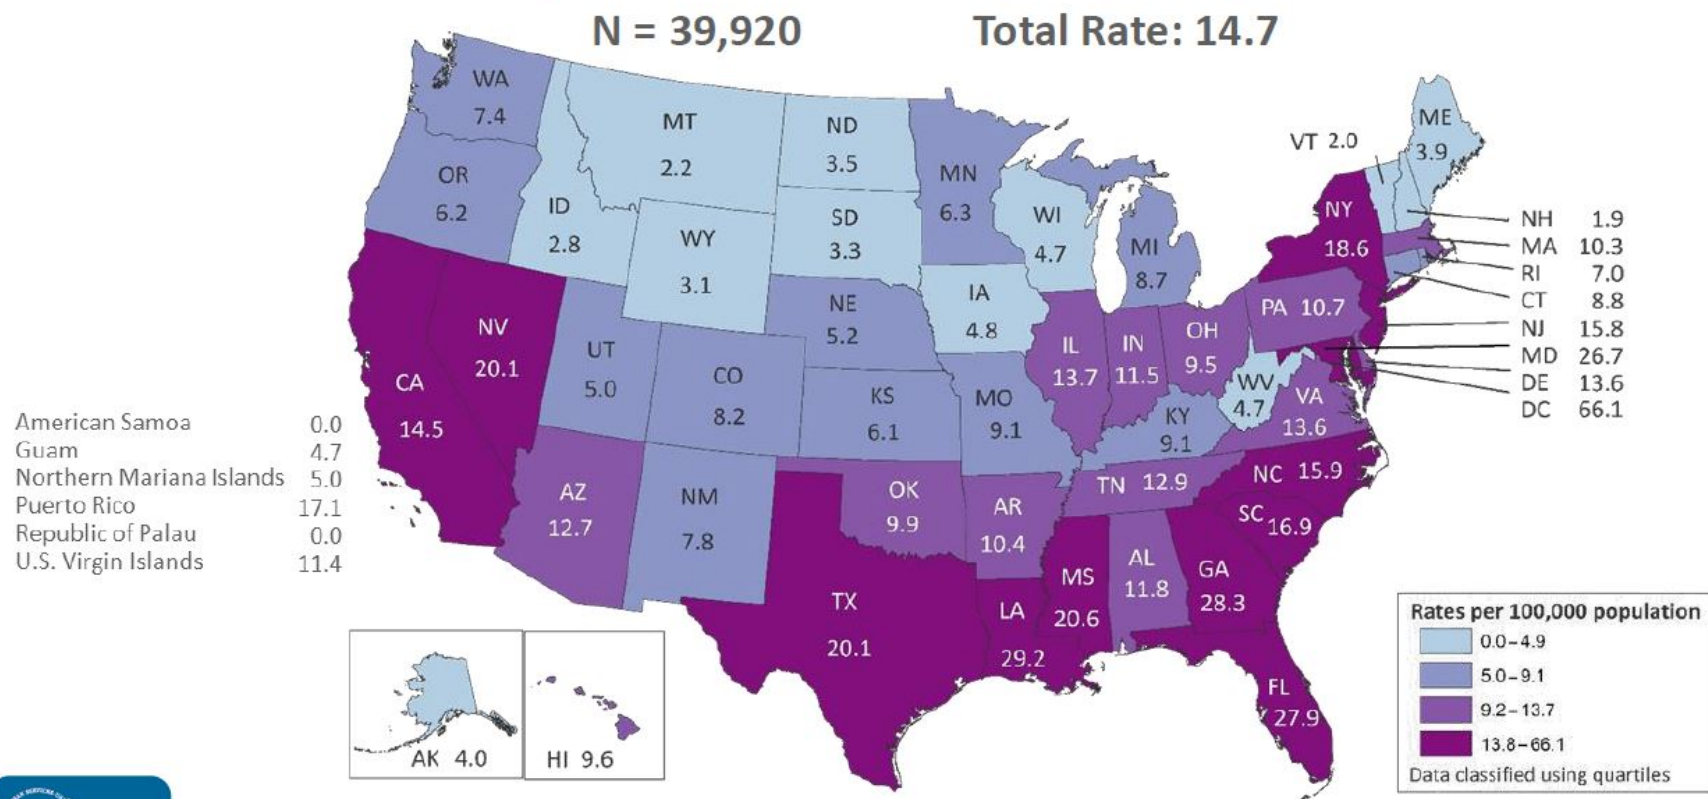 N = 39,920 Total Rate: 14.7
WA
7.4
OR
6.2
ID
2.8
MT
2.2
ND
3.5
SD
3.3
WY
3.1
MN
6.3
WI
4.7
MI
8.7
VT 2.0
ME
3.9
NY
18.6
NH 1.9
MA 10.3
RI 7.0
CT 8.8
NJ 15.8
MD 26.7
DE 13.6
DC 66.1
NV
20.1
CA
14.5
UT
5.0
CO
8.2
NE
5.2
KS
6.1
IA
4.8
MO
9.1
IL
13.7
IN
11.5
OH
9.5
PA 10.7
WV
4.7
VA
13.6
KY
9.1
AZ
12.7
NM
7.8
OK
9.9
AR
10.4
TN 12.9
NC 15.9
SC 16.9
TX
20.1
LA
29.2
MS
20.6
AL
11.8
GA
28.3
FL
27.9
AK 4.0
HI 9.6
American Samoa 0.0
Guam 4.7
Northern Mariana Islands 5.0
Puerto Rico 17.1
Republic of Palau 0.0
U.S. Virgin Islands 11.4
Rates per 100,000 population
0.0–4.9
5.0–9.1
9.2–13.7
13.8–66.1
Data classified using quartiles